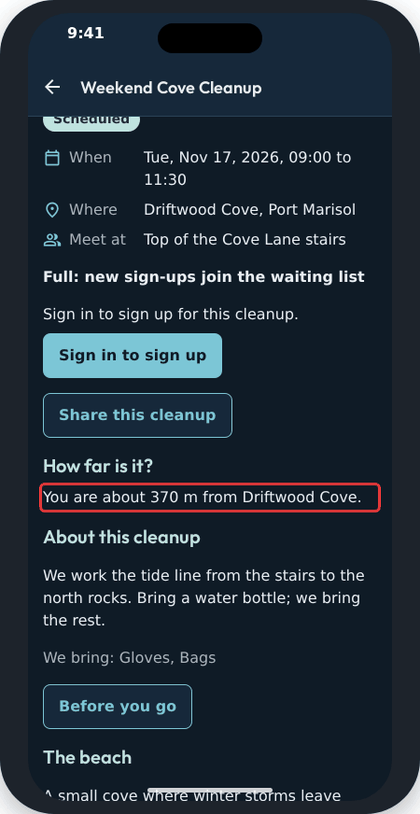 9:41
Weekend Cove Cleanup
Scheduled
When Tue, Nov 17, 2026, 09:00 to
11:30
Where Driftwood Cove, Port Marisol
Meet at Top of the Cove Lane stairs
Full: new sign-ups join the waiting list
Sign in to sign up for this cleanup.
Sign in to sign up
Share this cleanup
How far is it?
You are about 370 m from Driftwood Cove.
About this cleanup
We work the tide line from the stairs to the
north rocks. Bring a water bottle; we bring
the rest.
We bring: Gloves, Bags
Before you go
The beach
A small cove where winter storms leave